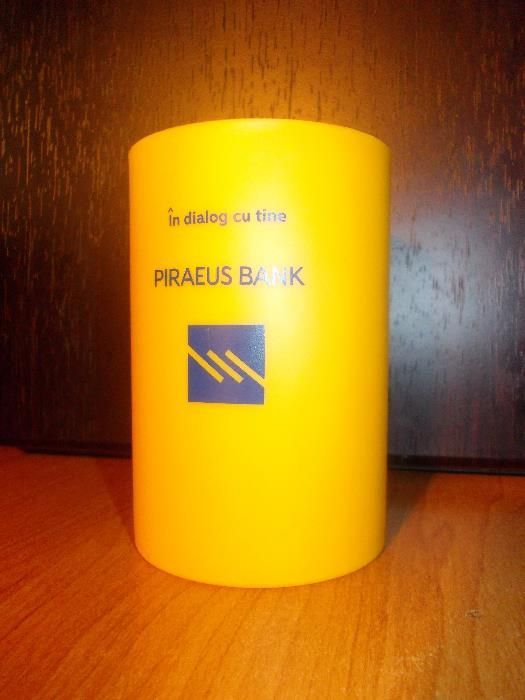 În dialog cu tine
PIRAEUS BANK